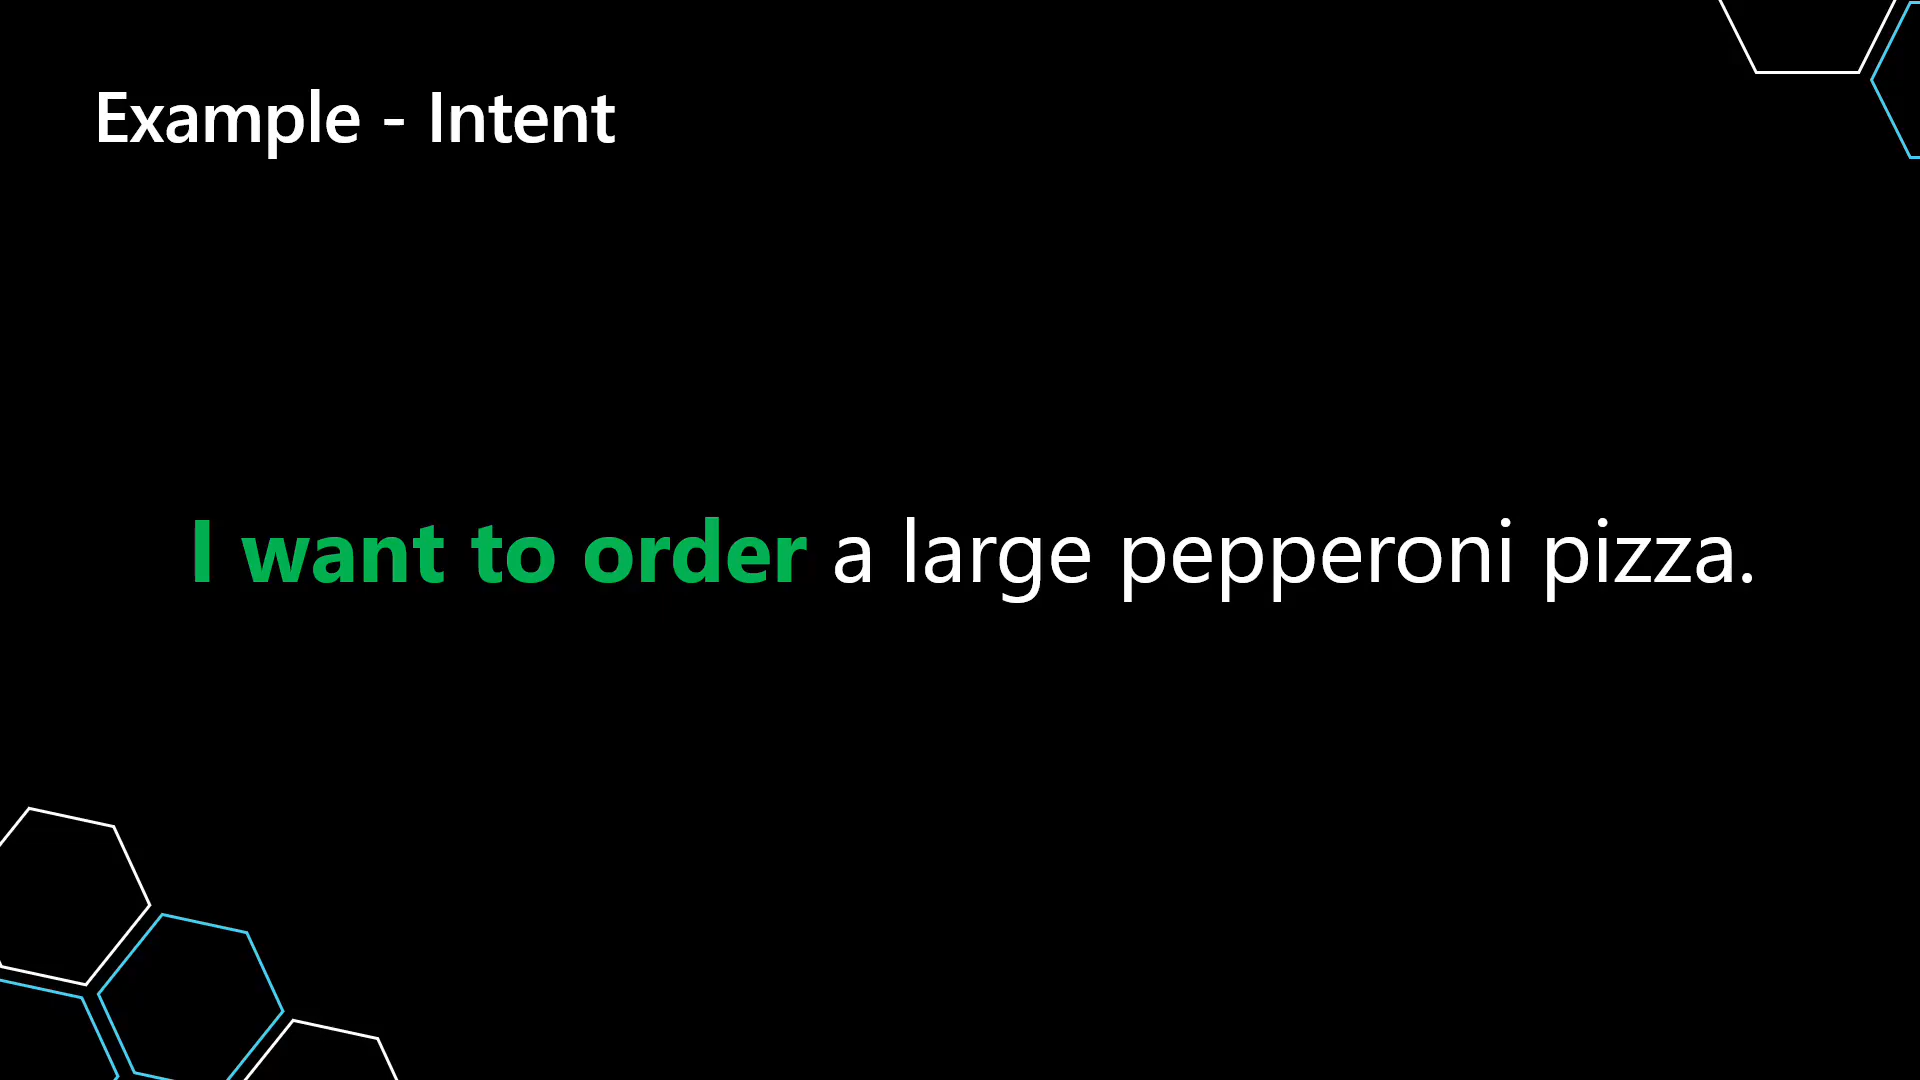 Example - Intent
I want to order a large pepperoni pizza.